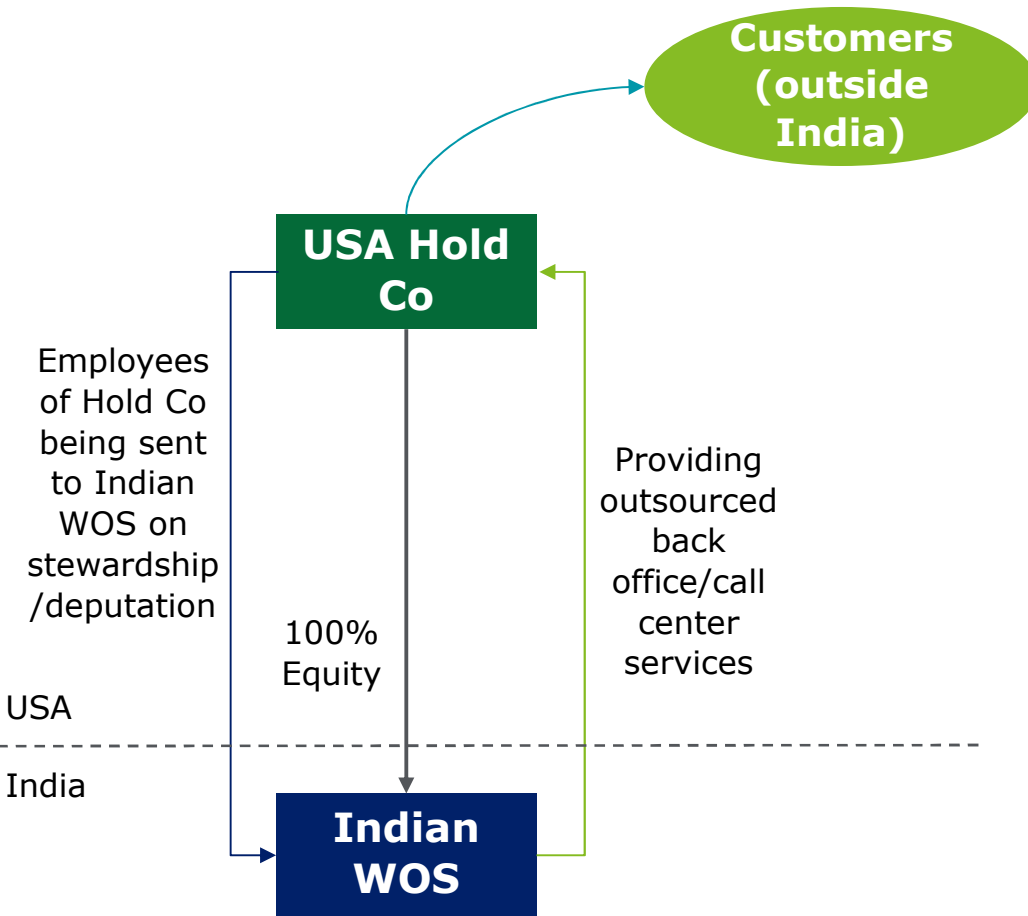 Customers
(outside
India)
USA Hold
Co
Employees
of Hold Co
being sent
to Indian
WOS on
stewardship
/deputation
100%
Equity
Providing
outsourced
back
office/call
center
services
USA
India
Indian
WOS